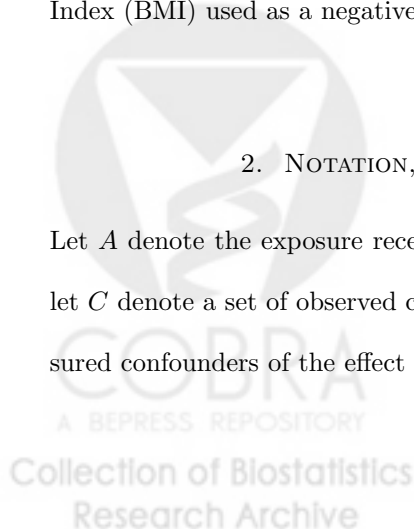 Index (BMI) used as a negative
2. NOTATION,
Let A denote the exposure rece
let C denote a set of observed c
sured confounders of the effect
COBRA
A BEPRESS REPOSITORY
Collection of Biostatistics
Research Archive